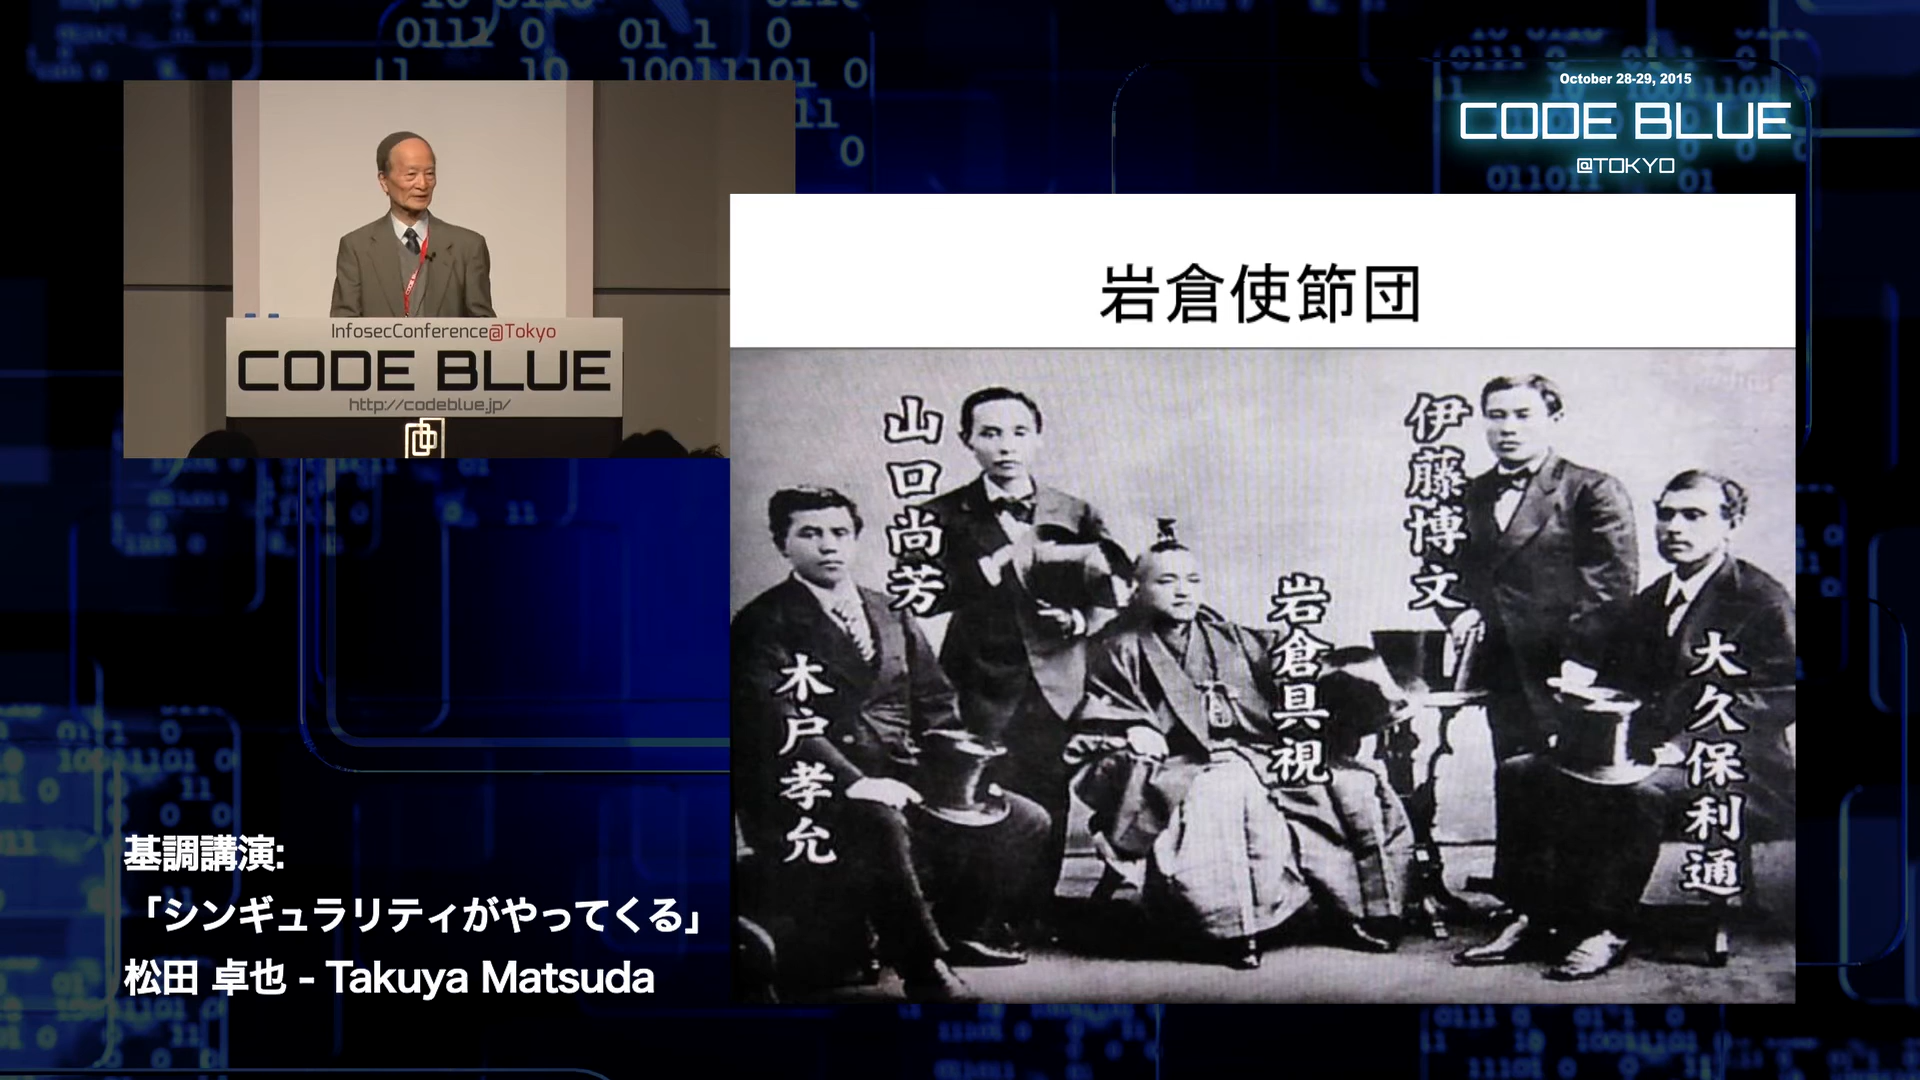 October 28-29, 2015
CODE BLUE
@TOKYO
InfosecConference@Tokyo
CODE BLUE
http://codeblue.jp/
岩倉使節団
山口尚芳
伊藤博文
岩倉具視
木戸孝允
大久保利通
基調講演:
「シンギュラリティがやってくる」
松田 卓也 - Takuya Matsuda